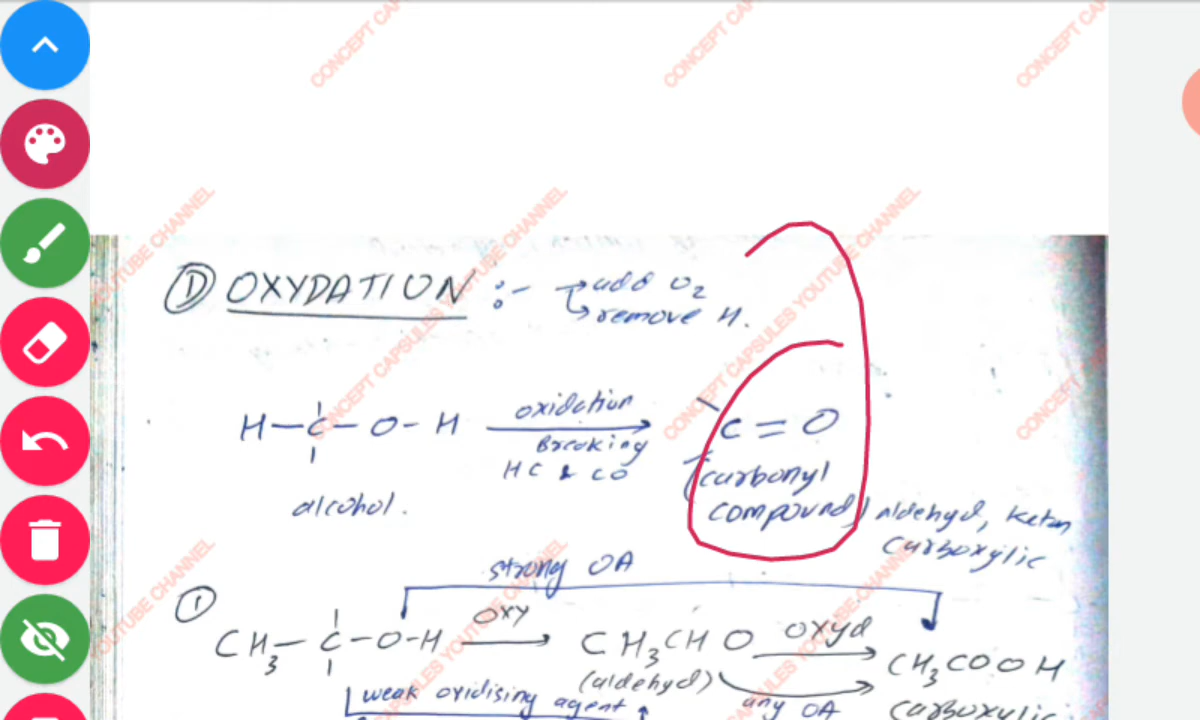 CONCEPT CAPSULES YOUTUBE CHANNEL
① OXYDATION :- → add O₂
↳ remove H.
H-C-O-H oxidation → C=O
Breaking
HC & CO
(carbonyl
compound) aldehyd, keton
alcohol.
carboxylic
strong OA
① CH₃-C-O-H oxy → CH₃CHO oxyd → CH₃COOH
(aldehyd)
weak oxidising agent
any OA
carboxylic